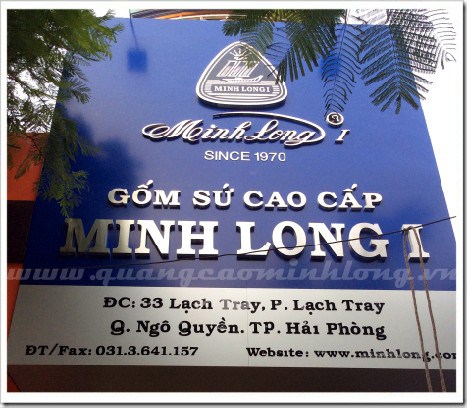 MINH LONG I
Minh Long I
SINCE 1970
GỐM SỨ CAO CẤP
MINH LONG I
www.quangcaominhlong.vn
ĐC: 33 Lạch Tray, P. Lạch Tray
Q. Ngô Quyền. TP. Hải Phòng
ĐT/Fax: 031.3.641.157 Website: www.minhlong.com